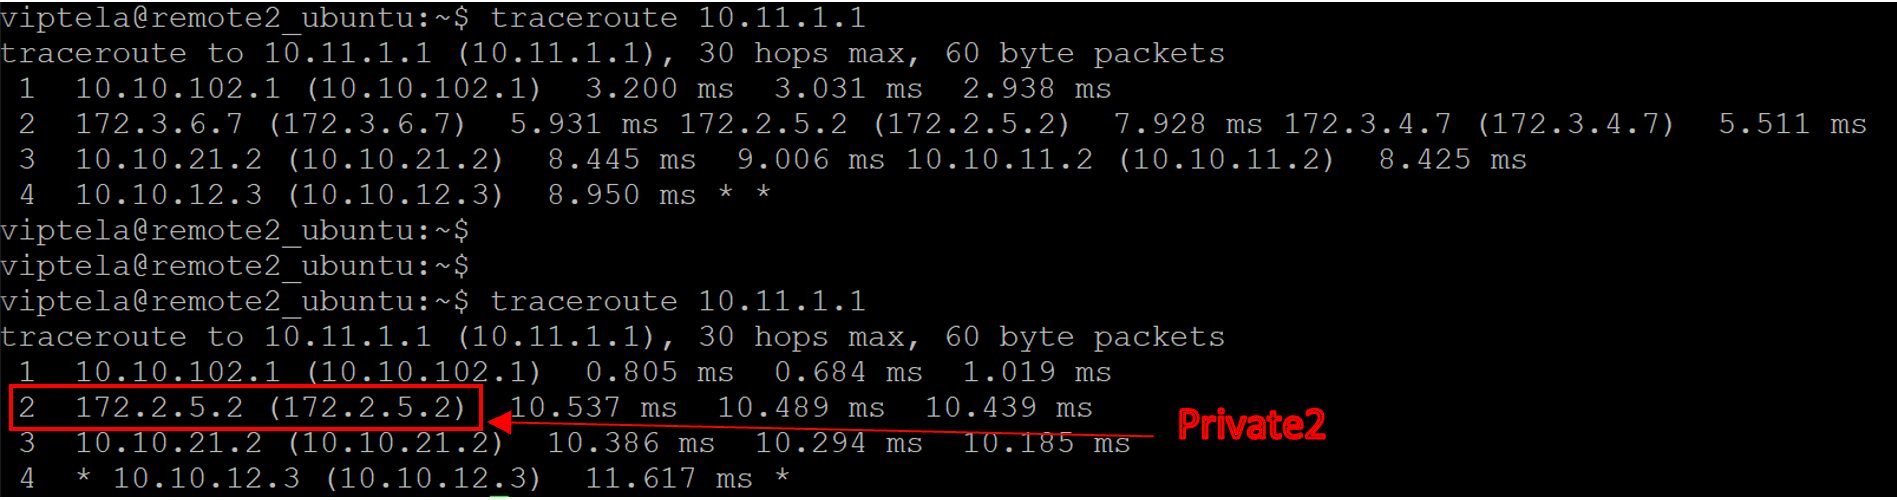 viptela@remote2_ubuntu:~$ traceroute 10.11.1.1
traceroute to 10.11.1.1 (10.11.1.1), 30 hops max, 60 byte packets
 1  10.10.102.1 (10.10.102.1)  3.200 ms  3.031 ms  2.938 ms
 2  172.3.6.7 (172.3.6.7)  5.931 ms 172.2.5.2 (172.2.5.2)  7.928 ms 172.3.4.7 (172.3.4.7)  5.511 ms
 3  10.10.21.2 (10.10.21.2)  8.445 ms  9.006 ms 10.10.11.2 (10.10.11.2)  8.425 ms
 4  10.10.12.3 (10.10.12.3)  8.950 ms * *
viptela@remote2_ubuntu:~$
viptela@remote2_ubuntu:~$
viptela@remote2_ubuntu:~$ traceroute 10.11.1.1
traceroute to 10.11.1.1 (10.11.1.1), 30 hops max, 60 byte packets
 1  10.10.102.1 (10.10.102.1)  0.805 ms  0.684 ms  1.019 ms
 2  172.2.5.2 (172.2.5.2)  10.537 ms  10.489 ms  10.439 ms
Private2
 3  10.10.21.2 (10.10.21.2)  10.386 ms  10.294 ms  10.185 ms
 4  * 10.10.12.3 (10.10.12.3)  11.617 ms *